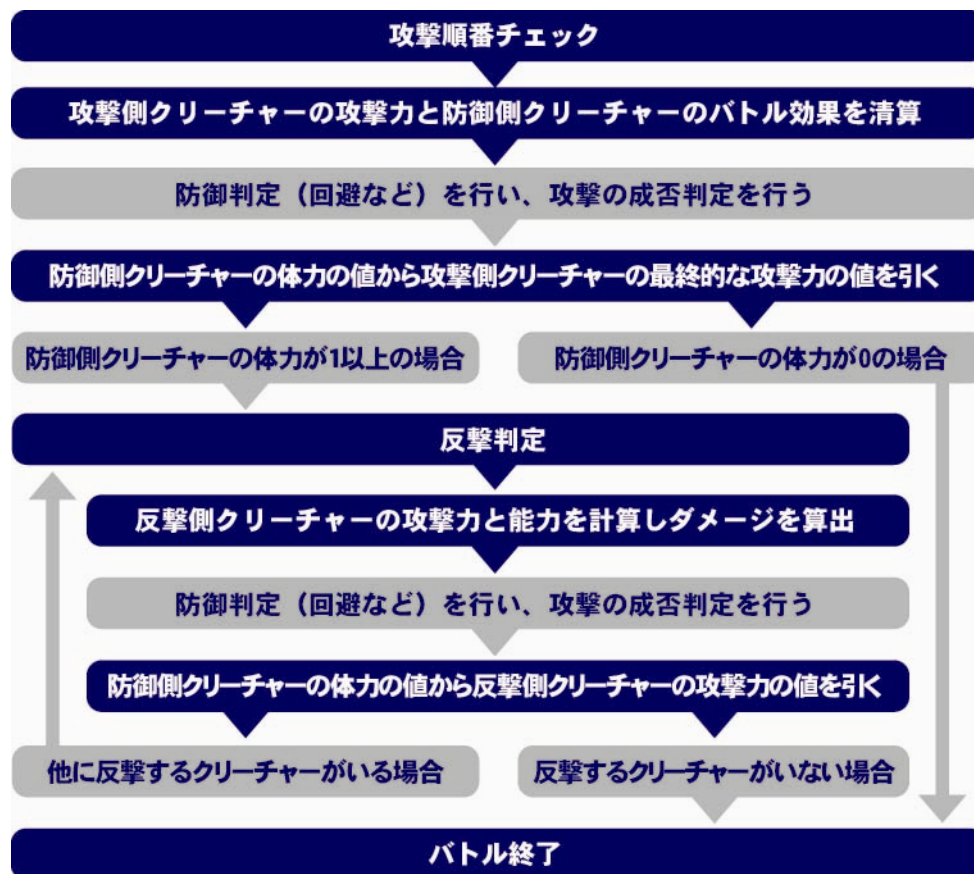 攻撃順番チェック
攻撃側クリーチャーの攻撃力と防御側クリーチャーのバトル効果を清算
防御判定（回避など）を行い、攻撃の成否判定を行う
防御側クリーチャーの体力の値から攻撃側クリーチャーの最終的な攻撃力の値を引く
防御側クリーチャーの体力が1以上の場合
防御側クリーチャーの体力が0の場合
反撃判定
反撃側クリーチャーの攻撃力と能力を計算しダメージを算出
防御判定（回避など）を行い、攻撃の成否判定を行う
防御側クリーチャーの体力の値から反撃側クリーチャーの攻撃力の値を引く
他に反撃するクリーチャーがいる場合
反撃するクリーチャーがいない場合
バトル終了